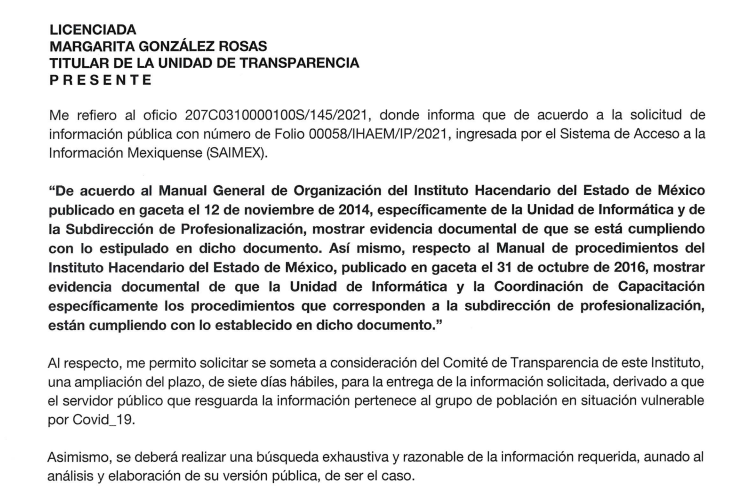 LICENCIADA
MARGARITA GONZÁLEZ ROSAS
TITULAR DE LA UNIDAD DE TRANSPARENCIA
P R E S E N T E
Me refiero al oficio 207C0310000100S/145/2021, donde informa que de acuerdo a la solicitud de
información pública con número de Folio 00058/IHAEM/IP/2021, ingresada por el Sistema de Acceso a la
Información Mexiquense (SAIMEX).
“De acuerdo al Manual General de Organización del Instituto Hacendario del Estado de México
publicado en gaceta el 12 de noviembre de 2014, específicamente de la Unidad de Informática y de
la Subdirección de Profesionalización, mostrar evidencia documental de que se está cumpliendo
con lo estipulado en dicho documento. Así mismo, respecto al Manual de procedimientos del
Instituto Hacendario del Estado de México, publicado en gaceta el 31 de octubre de 2016, mostrar
evidencia documental de que la Unidad de Informática y la Coordinación de Capacitación
específicamente los procedimientos que corresponden a la subdirección de profesionalización,
están cumpliendo con lo establecido en dicho documento.”
Al respecto, me permito solicitar se someta a consideración del Comité de Transparencia de este Instituto,
una ampliación del plazo, de siete días hábiles, para la entrega de la información solicitada, derivado a que
el servidor público que resguarda la información pertenece al grupo de población en situación vulnerable
por Covid_19.
Asimismo, se deberá realizar una búsqueda exhaustiva y razonable de la información requerida, aunado al
análisis y elaboración de su versión pública, de ser el caso.